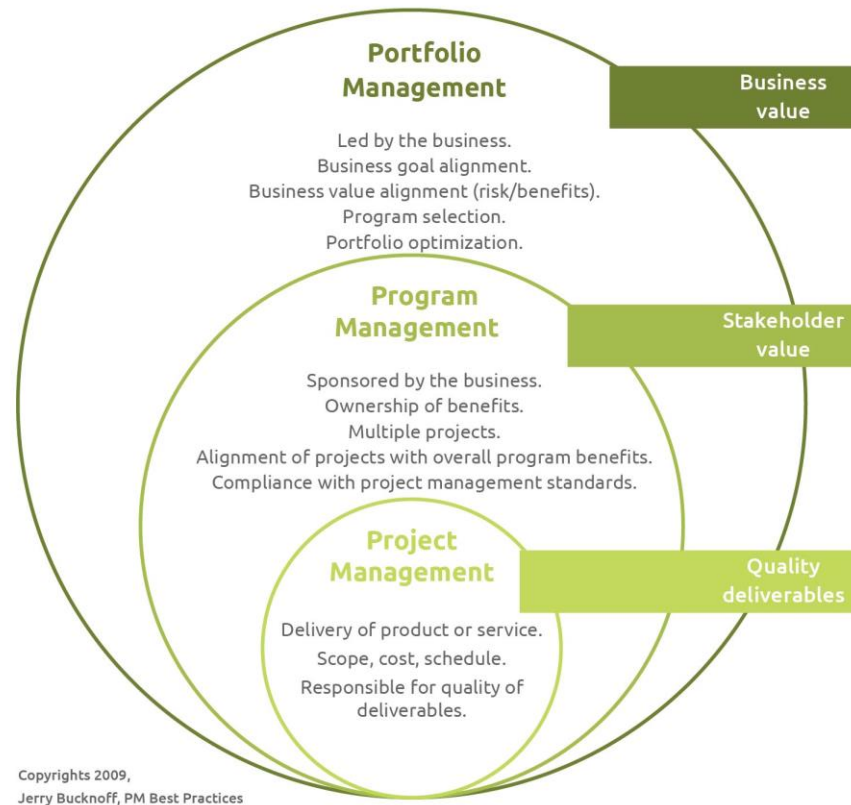 Portfolio
Management
Business
value
Led by the business.
Business goal alignment.
Business value alignment (risk/benefits).
Program selection.
Portfolio optimization.
Program
Management
Stakeholder
value
Sponsored by the business.
Ownership of benefits.
Multiple projects.
Alignment of projects with overall program benefits.
Compliance with project management standards.
Project
Management
Quality
deliverables
Delivery of product or service.
Scope, cost, schedule.
Responsible for quality of
deliverables.
Copyrights 2009,
Jerry Bucknoff, PM Best Practices